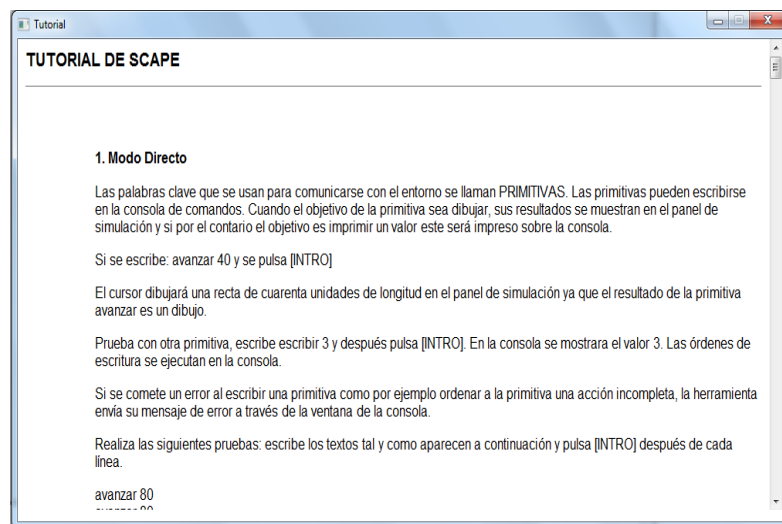 Tutorial
TUTORIAL DE SCAPE
1. Modo Directo
Las palabras clave que se usan para comunicarse con el entorno se llaman PRIMITIVAS. Las primitivas pueden escribirse
en la consola de comandos. Cuando el objetivo de la primitiva sea dibujar, sus resultados se muestran en el panel de
simulación y si por el contario el objetivo es imprimir un valor este será impreso sobre la consola.
Si se escribe: avanzar 40 y se pulsa [INTRO]
El cursor dibujará una recta de cuarenta unidades de longitud en el panel de simulación ya que el resultado de la primitiva
avanzar es un dibujo.
Prueba con otra primitiva, escribe escribir 3 y después pulsa [INTRO]. En la consola se mostrara el valor 3. Las órdenes de
escritura se ejecutan en la consola.
Si se comete un error al escribir una primitiva como por ejemplo ordenar a la primitiva una acción incompleta, la herramienta
envía su mensaje de error a través de la ventana de la consola.
Realiza las siguientes pruebas: escribe los textos tal y como aparecen a continuación y pulsa [INTRO] después de cada
línea.
avanzar 80